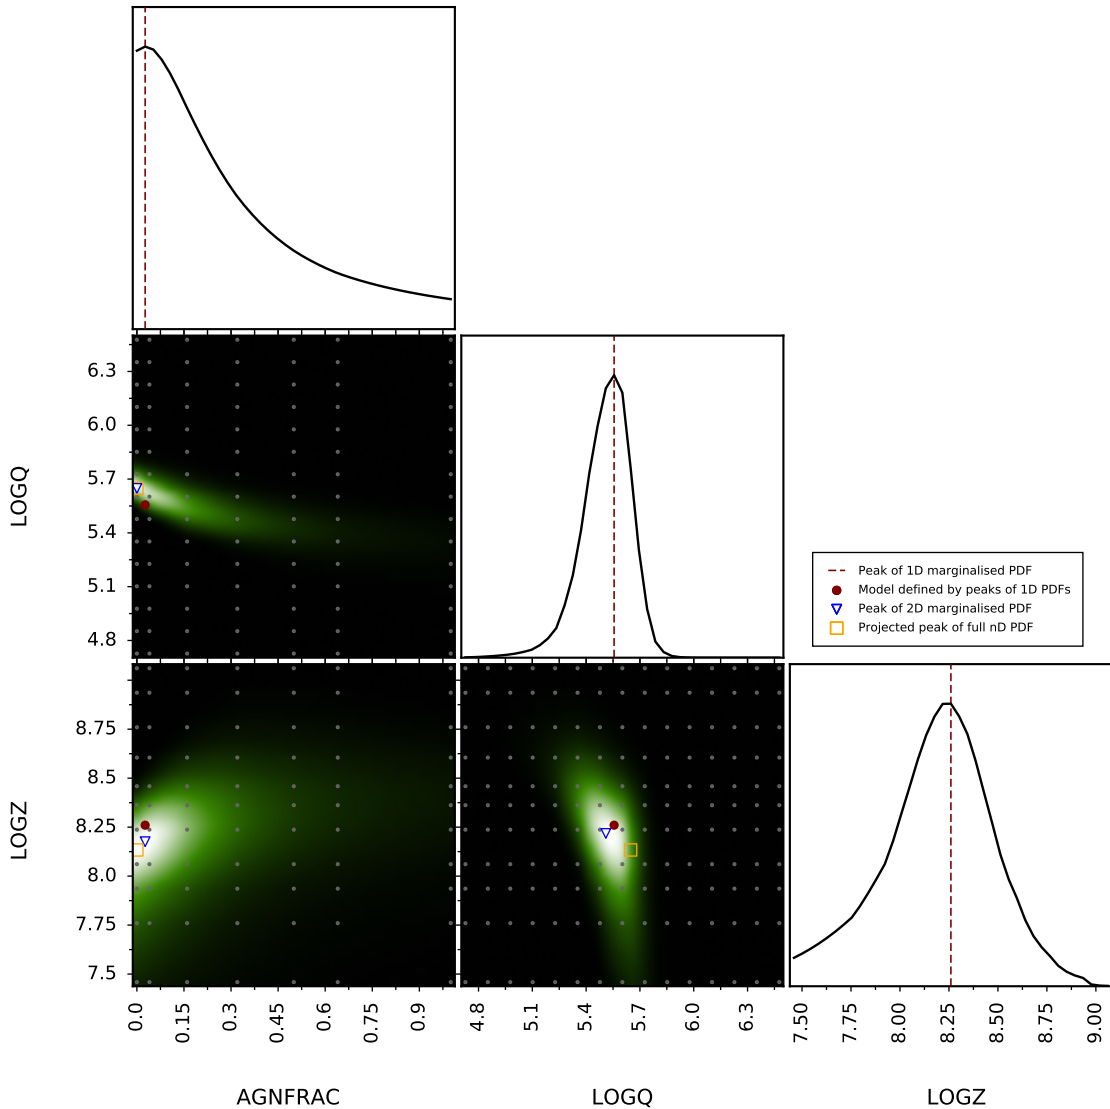 LOGQ
6.3
6.0
5.7
5.4
5.1
4.8
Peak of 1D marginalised PDF
Model defined by peaks of 1D PDFs
Peak of 2D marginalised PDF
Projected peak of full nD PDF
LOGZ
8.75
8.5
8.25
8.0
7.75
7.5
0.0 0.15 0.3 0.45 0.6 0.75 0.9
4.8 5.1 5.4 5.7 6.0 6.3
7.50 7.75 8.00 8.25 8.50 8.75 9.00
AGNFRAC LOGQ LOGZ